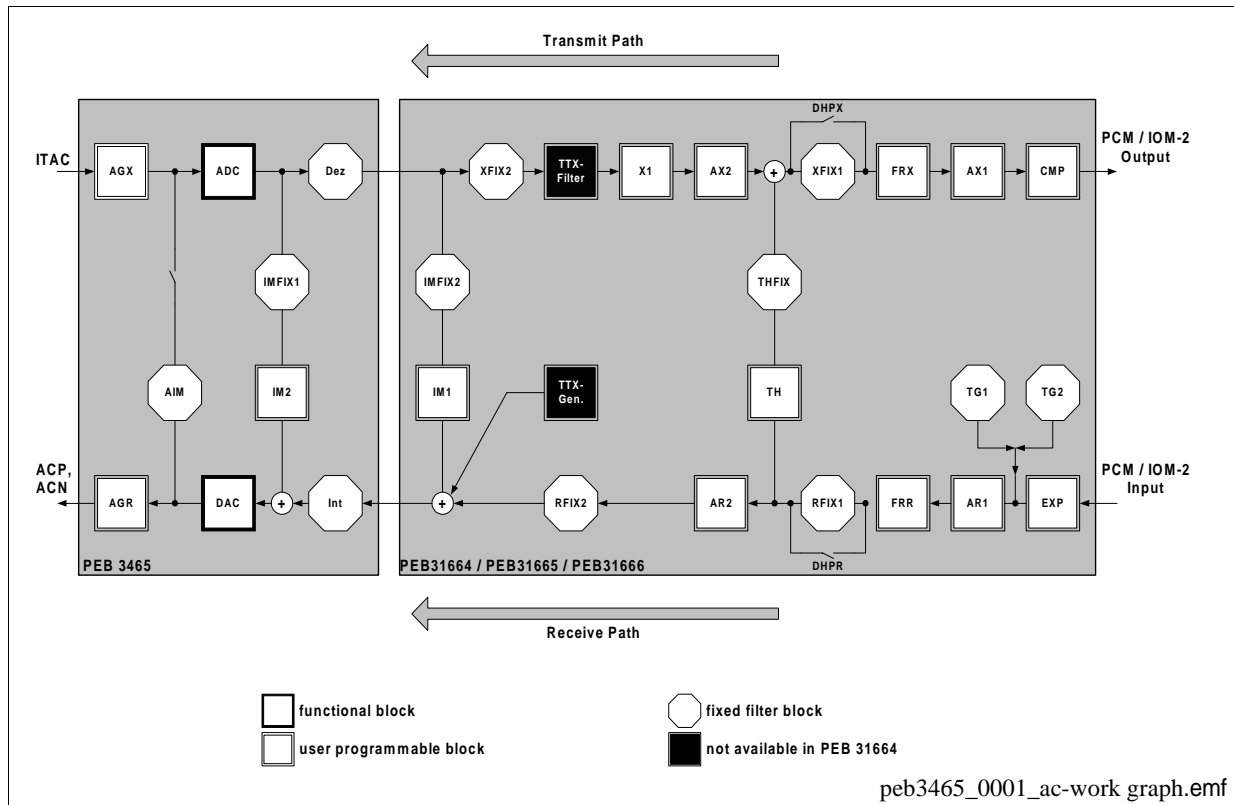 Transmit Path
DHPX
ITAC
AGX
ADC
Dez
XFIX2
TTX-
Filter
X1
AX2
+
XFIX1
FRX
AX1
CMP
PCM / IOM-2
Output
IMFIX1
IMFIX2
THFIX
AIM
IM2
IM1
TTX-
Gen.
TH
TG1
TG2
ACP,
ACN
AGR
DAC
+
Int
+
RFIX2
AR2
RFIX1
FRR
AR1
EXP
PCM / IOM-2
Input
DHPR
PEB 3465
PEB31664 / PEB31665 / PEB31666
Receive Path
functional block
fixed filter block
user programmable block
not available in PEB 31664
peb3465_0001_ac-work graph.emf